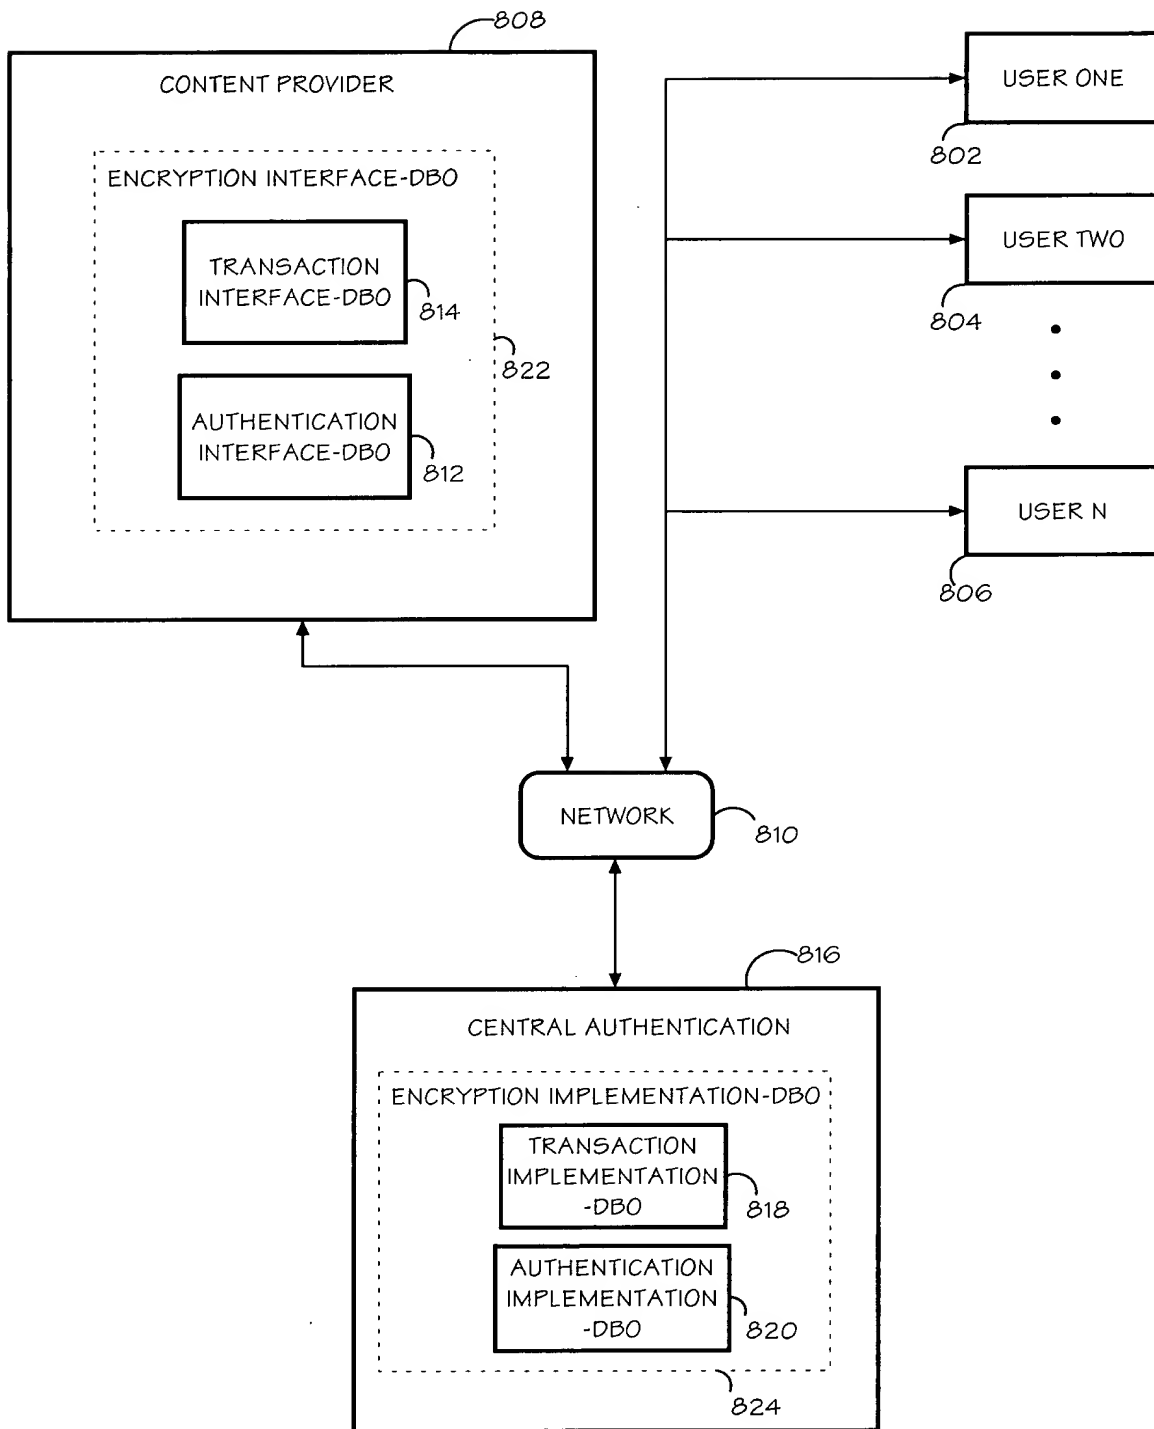 808
CONTENT PROVIDER
ENCRYPTION INTERFACE-DBO
TRANSACTION
INTERFACE-DBO
814
822
AUTHENTICATION
INTERFACE-DBO
812
USER ONE
802
USER TWO
804
USER N
806
NETWORK
810
816
CENTRAL AUTHENTICATION
ENCRYPTION IMPLEMENTATION-DBO
TRANSACTION
IMPLEMENTATION
-DBO
818
AUTHENTICATION
IMPLEMENTATION
-DBO
820
824